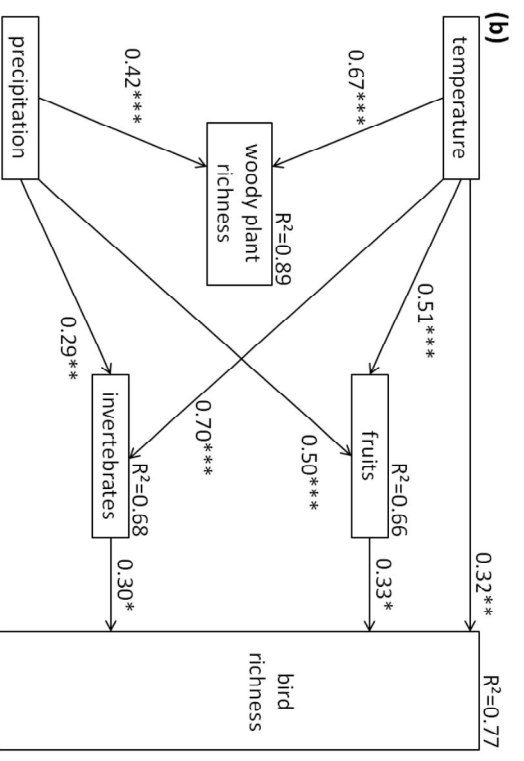 (b)
temperature
precipitation
0.67***
0.42***
R²=0.89
woody plant
richness
0.51***
0.29**
0.70***
0.50***
R²=0.66
fruits
R²=0.68
invertebrates
0.32**
0.33*
0.30*
R²=0.77
bird
richness